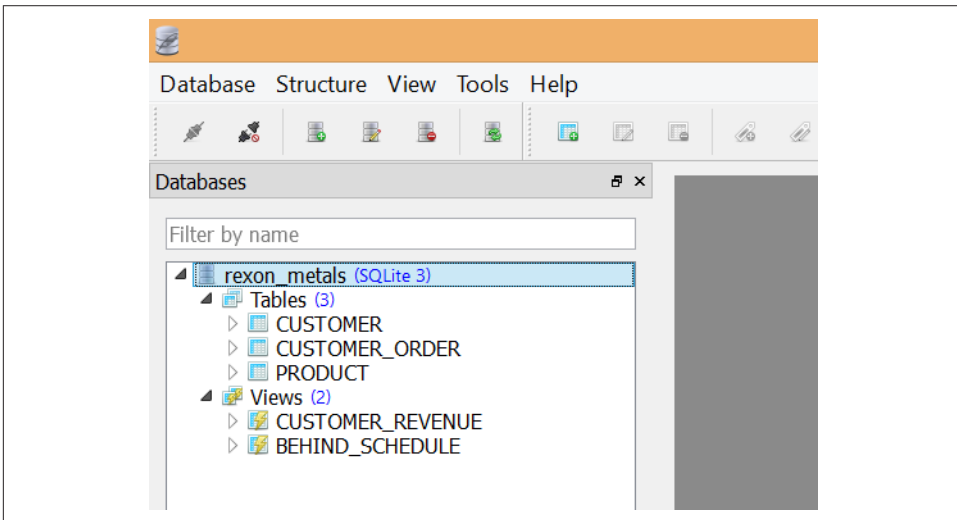 Database Structure View Tools Help
Databases
Filter by name
rexon_metals (SQLite 3)
Tables (3)
CUSTOMER
CUSTOMER_ORDER
PRODUCT
Views (2)
CUSTOMER_REVENUE
BEHIND_SCHEDULE